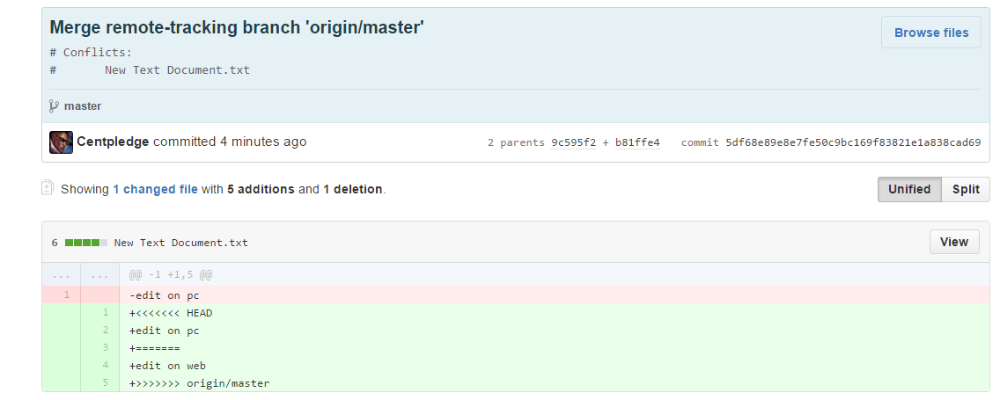 Merge remote-tracking branch 'origin/master'
Browse files
# Conflicts:
#       New Text Document.txt
master
Centpledge committed 4 minutes ago
2 parents 9c595f2 + b81ffe4 commit 5df68e89e8e7fe50c9bc169f83821e1a838cad69
Showing 1 changed file with 5 additions and 1 deletion.
Unified Split
6 New Text Document.txt
View
... ... @@ -1 +1,5 @@
1 -edit on pc
1 +<<<<<<< HEAD
2 +edit on pc
3 +=======
4 +edit on web
5 +>>>>>>> origin/master